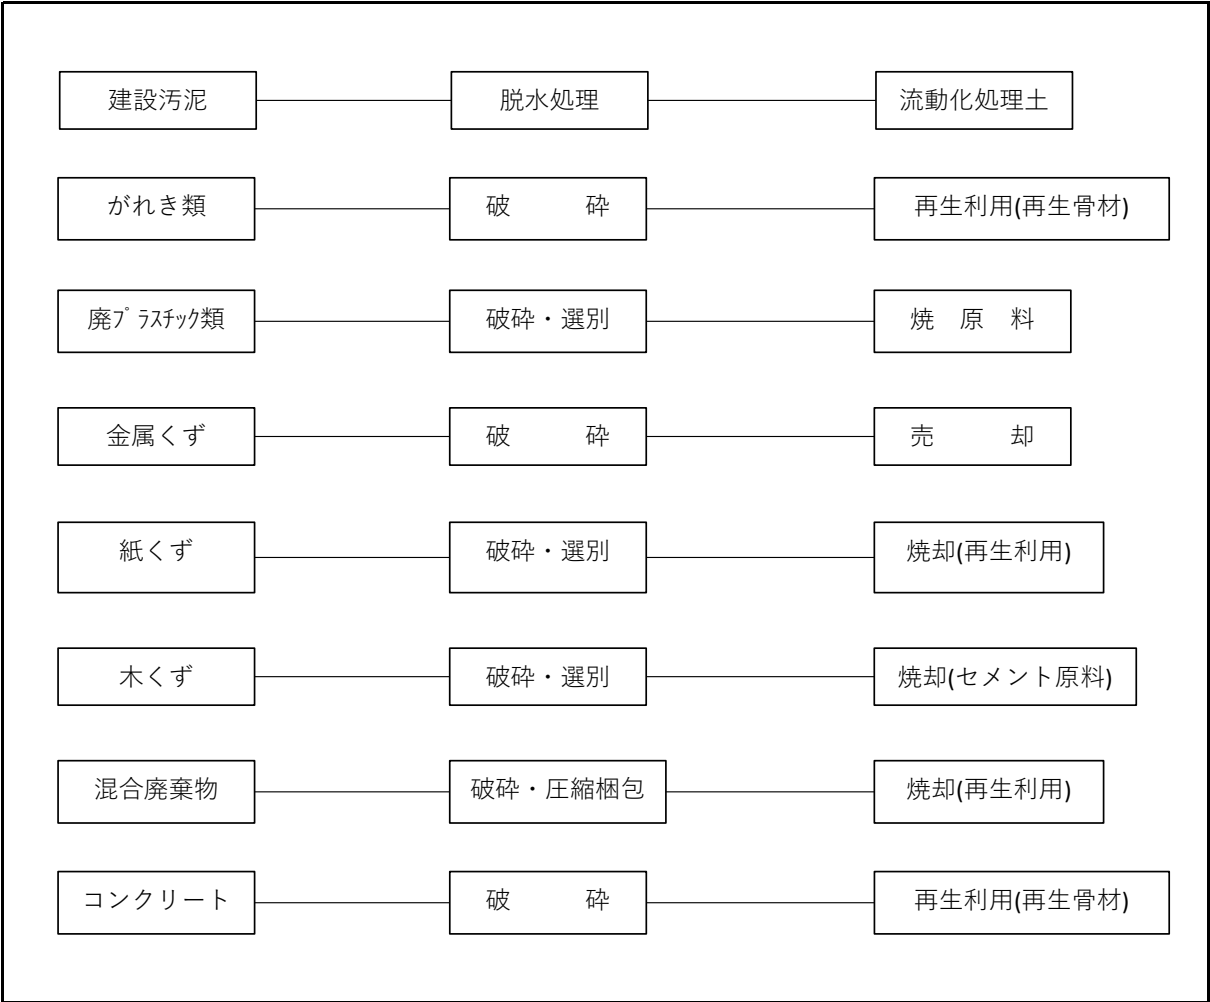 建設汚泥 脱水処理 流動化処理土
がれき類 破　　砕 再生利用(再生骨材)
廃ﾌﾟﾗｽﾁｯｸ類 破砕・選別 焼　原　料
金属くず 破　　砕 売　　却
紙くず 破砕・選別 焼却(再生利用)
木くず 破砕・選別 焼却(セメント原料)
混合廃棄物 破砕・圧縮梱包 焼却(再生利用)
コンクリート 破　　砕 再生利用(再生骨材)